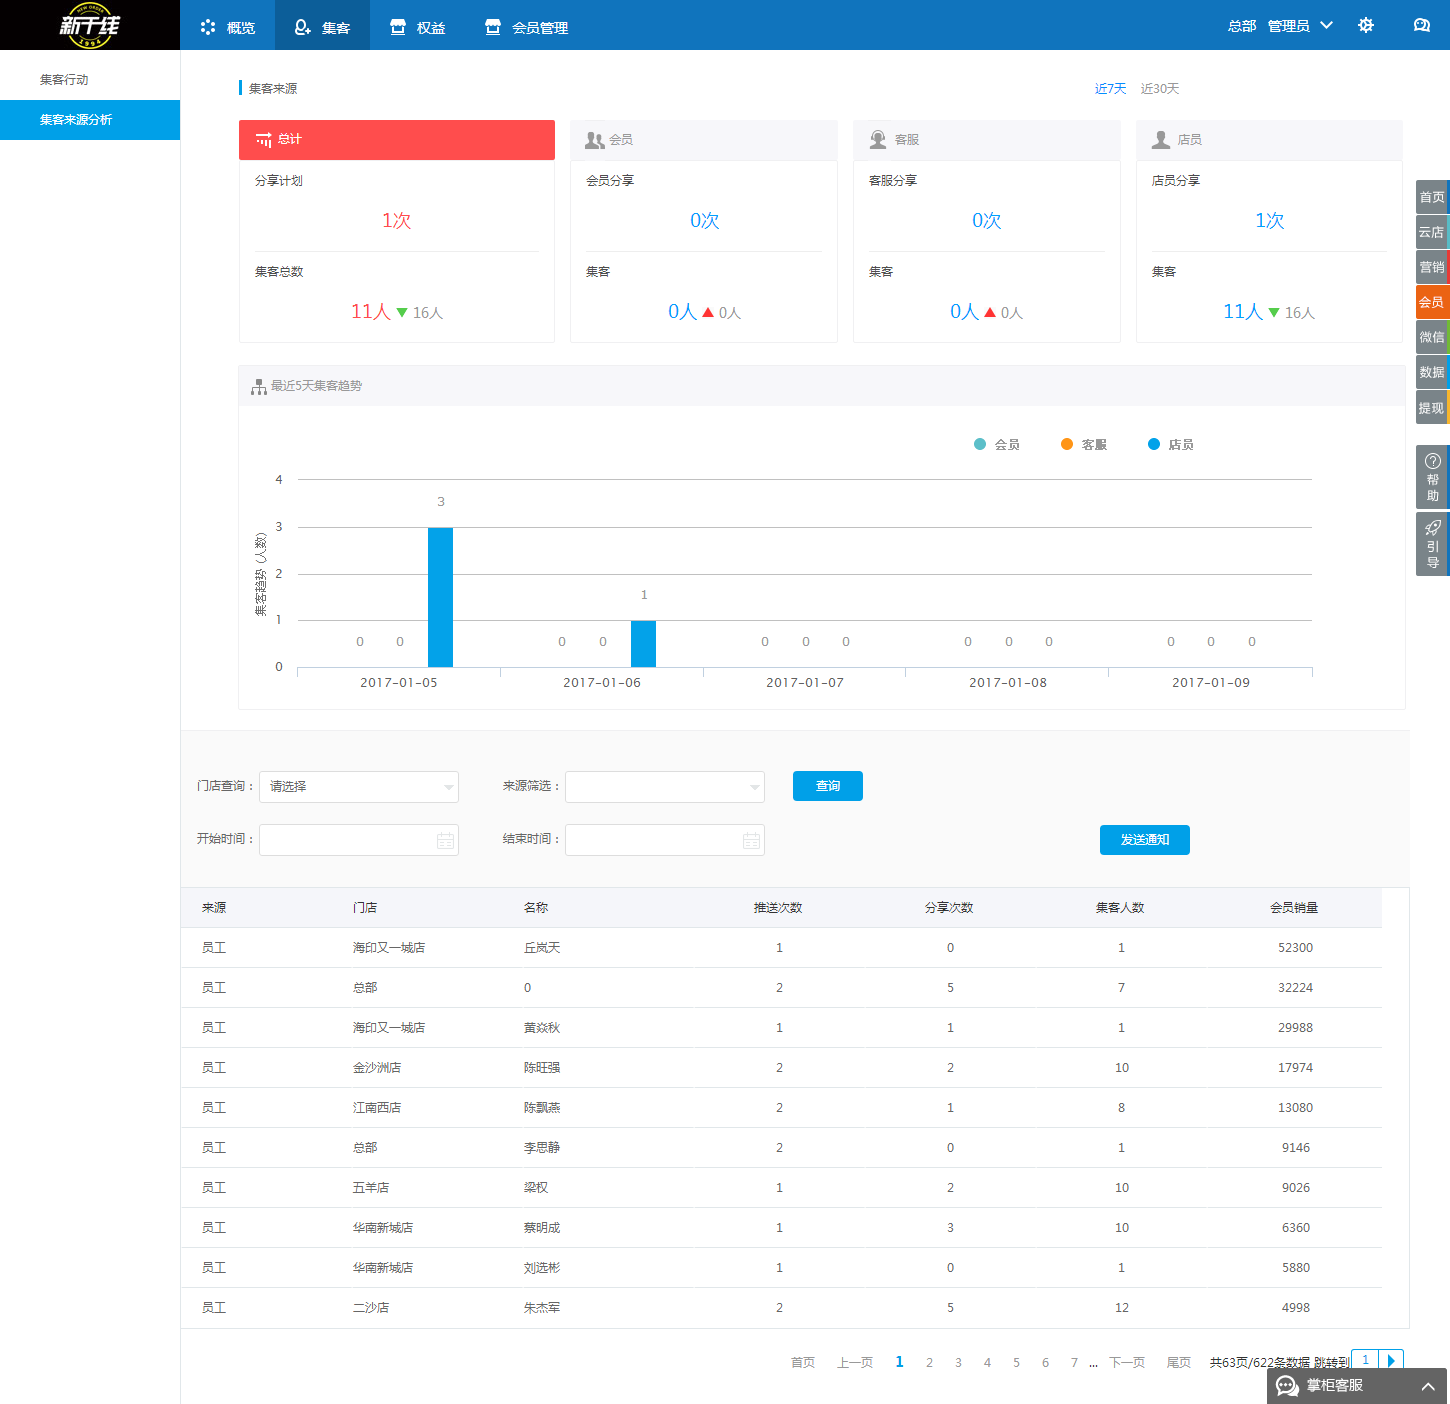 NEW ORDER
新干线
1994
概览 集客 权益 会员管理
总部 管理员
集客行动
集客来源分析
集客来源 近7天 近30天
总计 会员 客服 店员
分享计划 会员分享 客服分享 店员分享
1次 0次 0次 1次
集客总数 集客 集客 集客
11人 16人 0人 0人 0人 0人 11人 16人
最近5天集客趋势
会员 客服 店员
集客趋势 (人数)
4
3
2
1
0
3
1
0 0 0 0 0 0 0 0 0 0 0 0 0
2017-01-05 2017-01-06 2017-01-07 2017-01-08 2017-01-09
门店查询： 请选择 来源筛选： 查询
开始时间： 结束时间： 发送通知
来源 门店 名称 推送次数 分享次数 集客人数 会员销量
员工 海印又一城店 丘岚天 1 0 1 52300
员工 总部 0 2 5 7 32224
员工 海印又一城店 黄焱秋 1 1 1 29988
员工 金沙洲店 陈旺强 2 2 10 17974
员工 江南西店 陈飘燕 2 1 8 13080
员工 总部 李思静 2 0 1 9146
员工 五羊店 梁权 1 2 10 9026
员工 华南新城店 蔡明成 1 3 10 6360
员工 华南新城店 刘选彬 1 0 1 5880
员工 二沙店 朱杰军 2 5 12 4998
首页 上一页 1 2 3 4 5 6 7 ... 下一页 尾页 共63页/622条数据 跳转到 1
首页
云店
营销
会员
微信
数据
提现
帮助
引导
掌柜客服